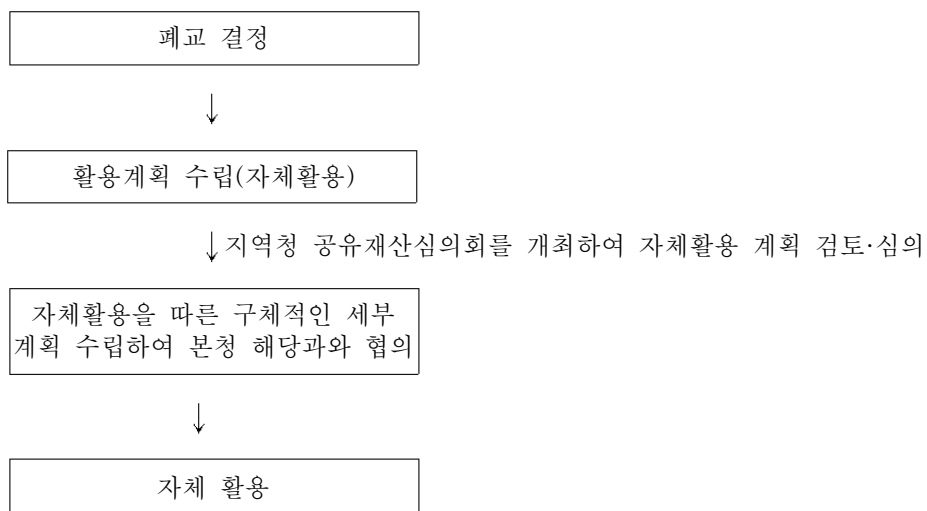 폐교 결정
↓
활용계획 수립(자체활용)
↓지역청 공유재산심의회를 개최하여 자체활용 계획 검토·심의
자체활용을 따른 구체적인 세부
계획 수립하여 본청 해당과와 협의
↓
자체 활용